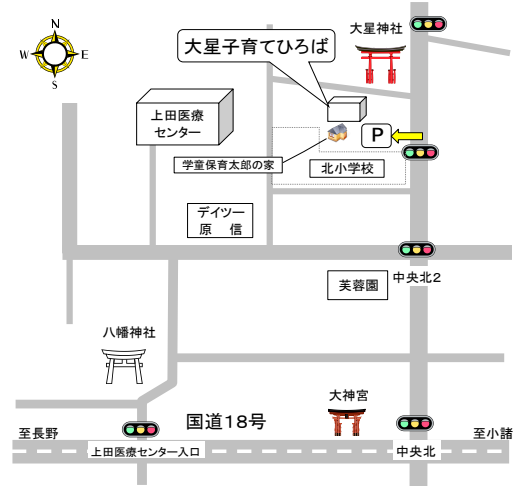 N
W
E
S
大星神社
大星子育てひろば
上田医療
センター
P
学童保育太郎の家
北小学校
デイツー
原 信
中央北2
芙蓉園
八幡神社
大神宮
国道18号
至長野
至小諸
上田医療センター入口
中央北